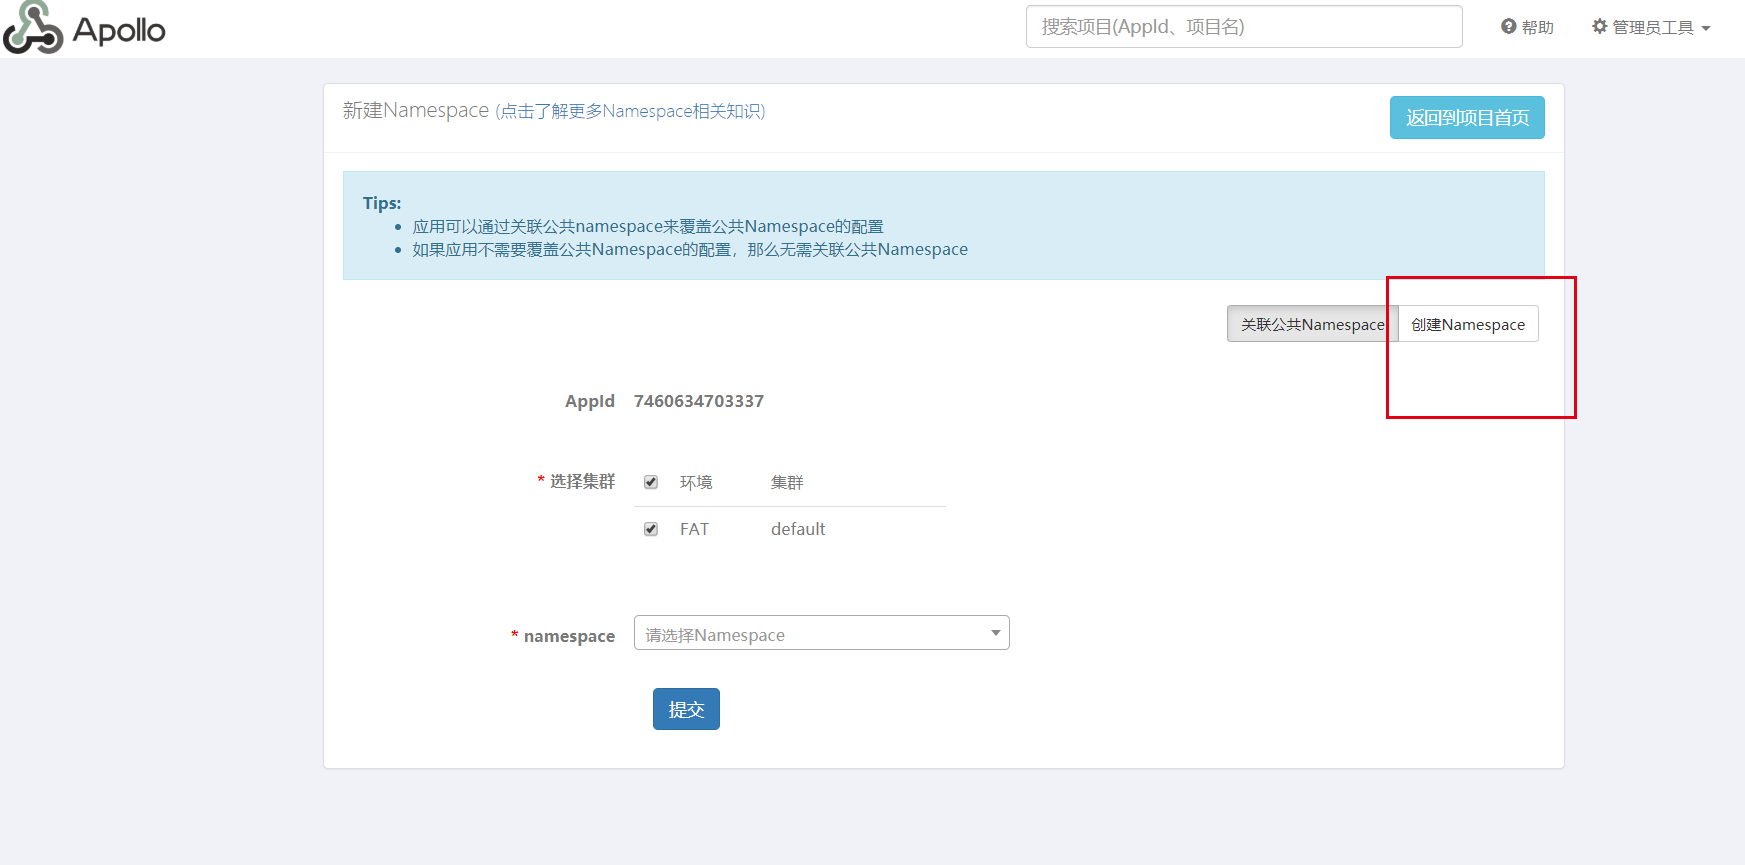 Apollo
搜索项目(AppId、项目名)
帮助
管理员工具
新建Namespace (点击了解更多Namespace相关知识)
返回到项目首页
Tips:
应用可以通过关联公共namespace来覆盖公共Namespace的配置
如果应用不需要覆盖公共Namespace的配置，那么无需关联公共Namespace
关联公共Namespace
创建Namespace
AppId 7460634703337
* 选择集群 环境 集群
FAT default
* namespace 请选择Namespace
提交